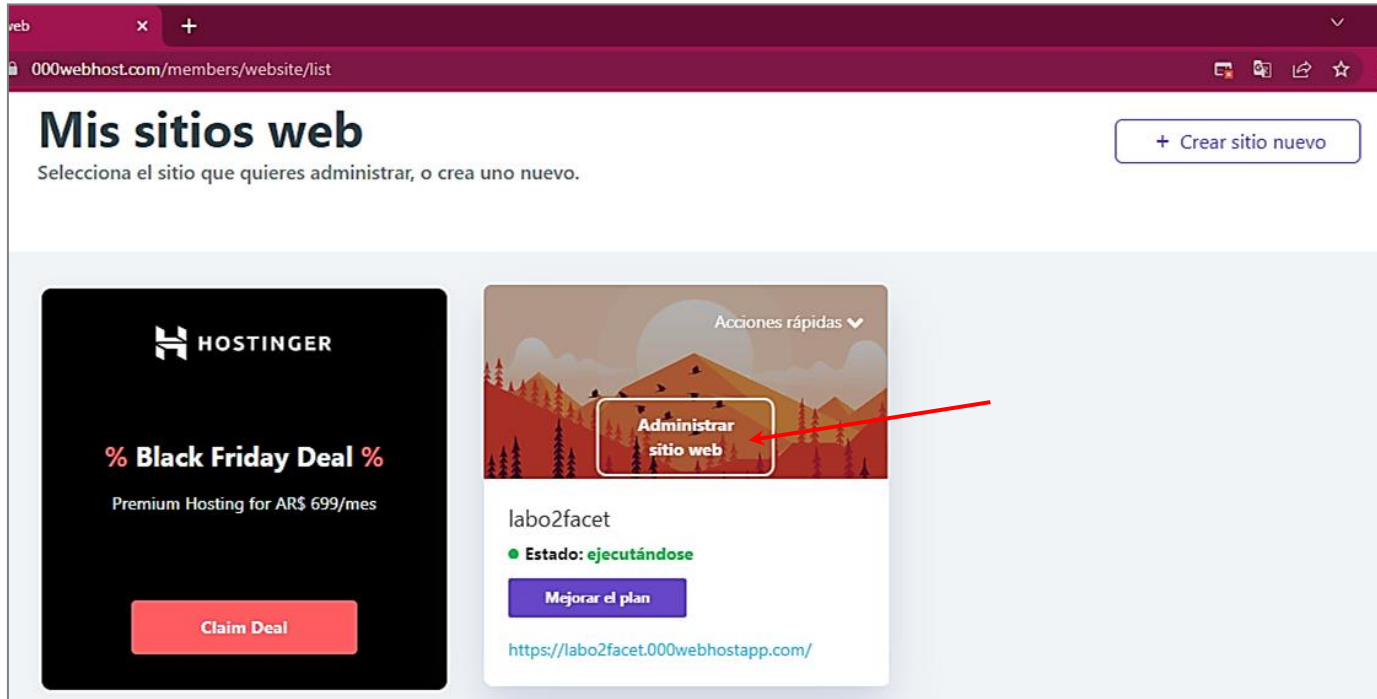 web
× +
000webhost.com/members/website/list
Mis sitios web
+ Crear sitio nuevo
Selecciona el sitio que quieres administrar, o crea uno nuevo.
HOSTINGER
% Black Friday Deal %
Premium Hosting for AR$ 699/mes
Claim Deal
Acciones rápidas
Administrar
sitio web
labo2facet
Estado: ejecutándose
Mejorar el plan
https://labo2facet.000webhostapp.com/